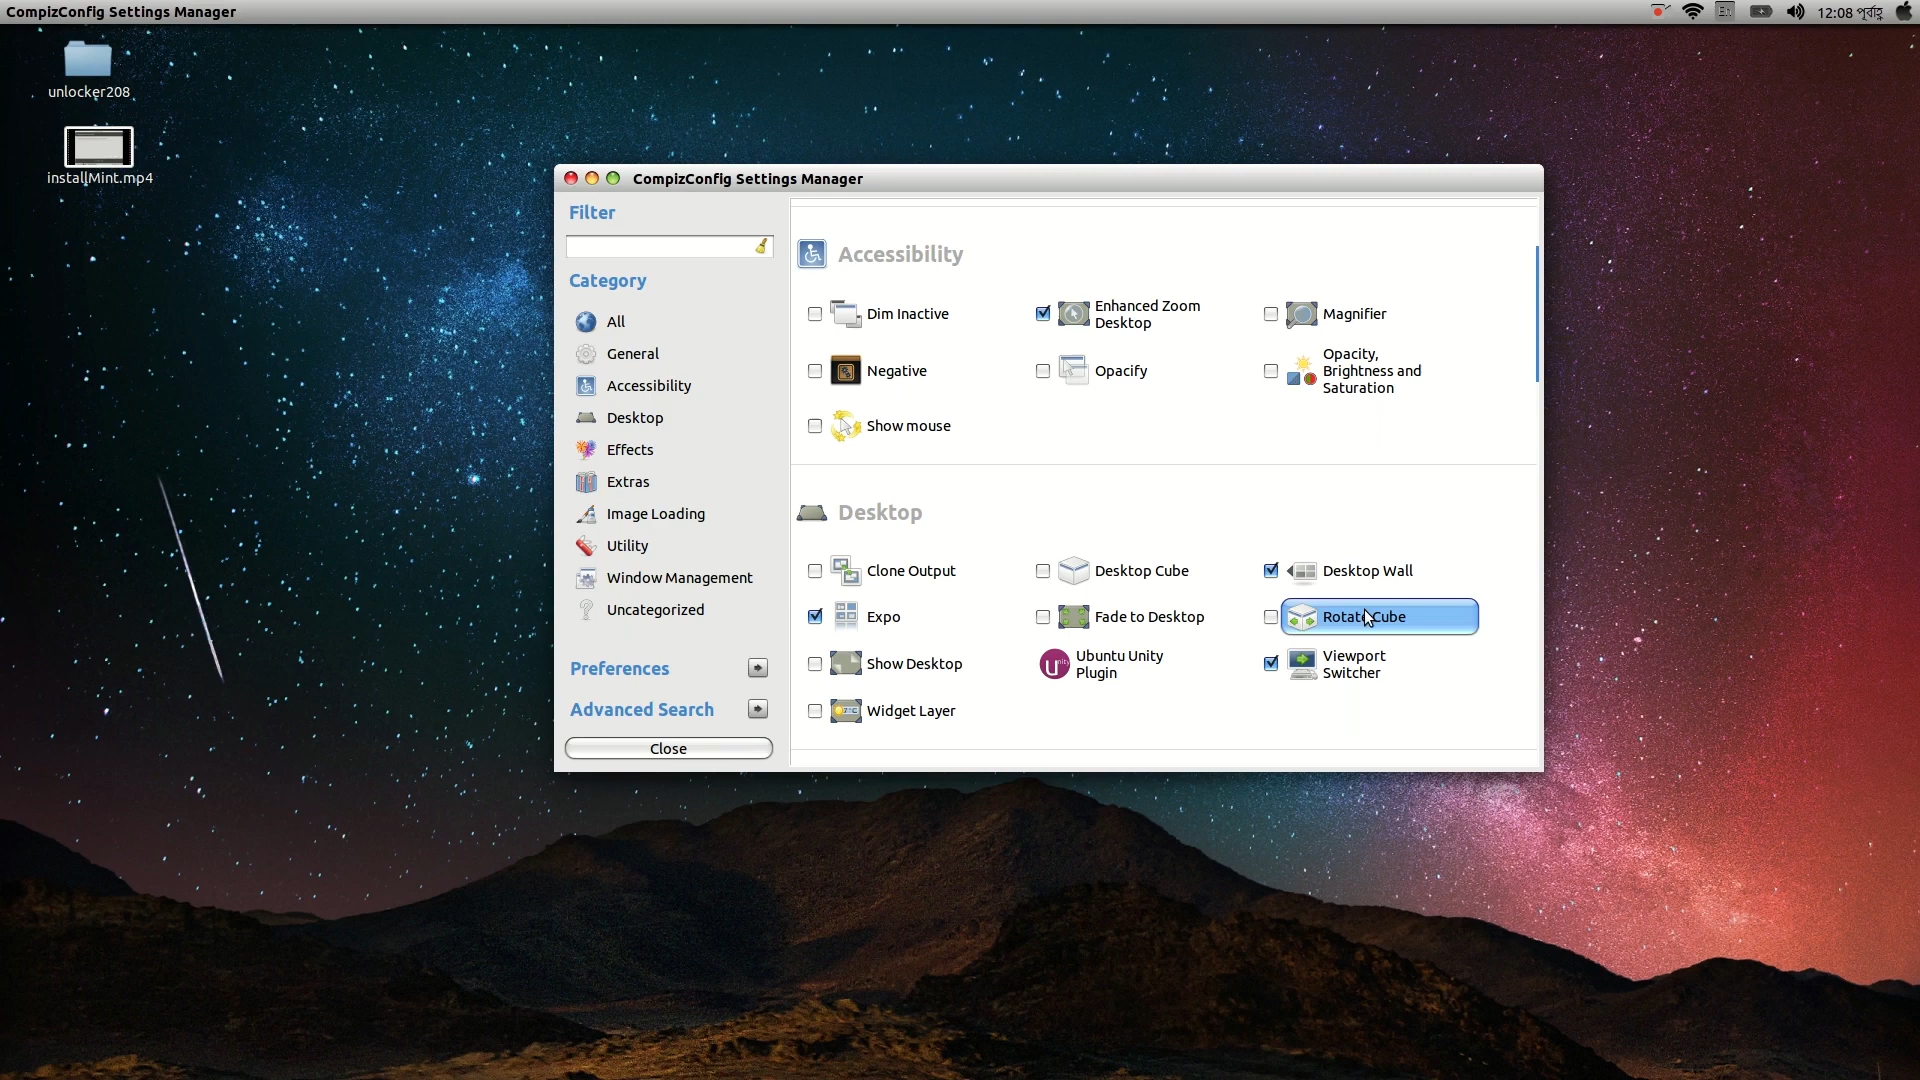 CompizConfig Settings Manager
En
12:08 পূর্বাহ্ণ
unlocker208
installMint.mp4
CompizConfig Settings Manager
Filter
Category
All
General
Accessibility
Desktop
Effects
Extras
Image Loading
Utility
Window Management
Uncategorized
Preferences
Advanced Search
Close
Accessibility
Dim Inactive
Enhanced Zoom
Desktop
Magnifier
Negative
Opacify
Opacity,
Brightness and
Saturation
Show mouse
Desktop
Clone Output
Desktop Cube
Desktop Wall
Expo
Fade to Desktop
Rotate Cube
Show Desktop
Ubuntu Unity
Plugin
Viewport
Switcher
Widget Layer